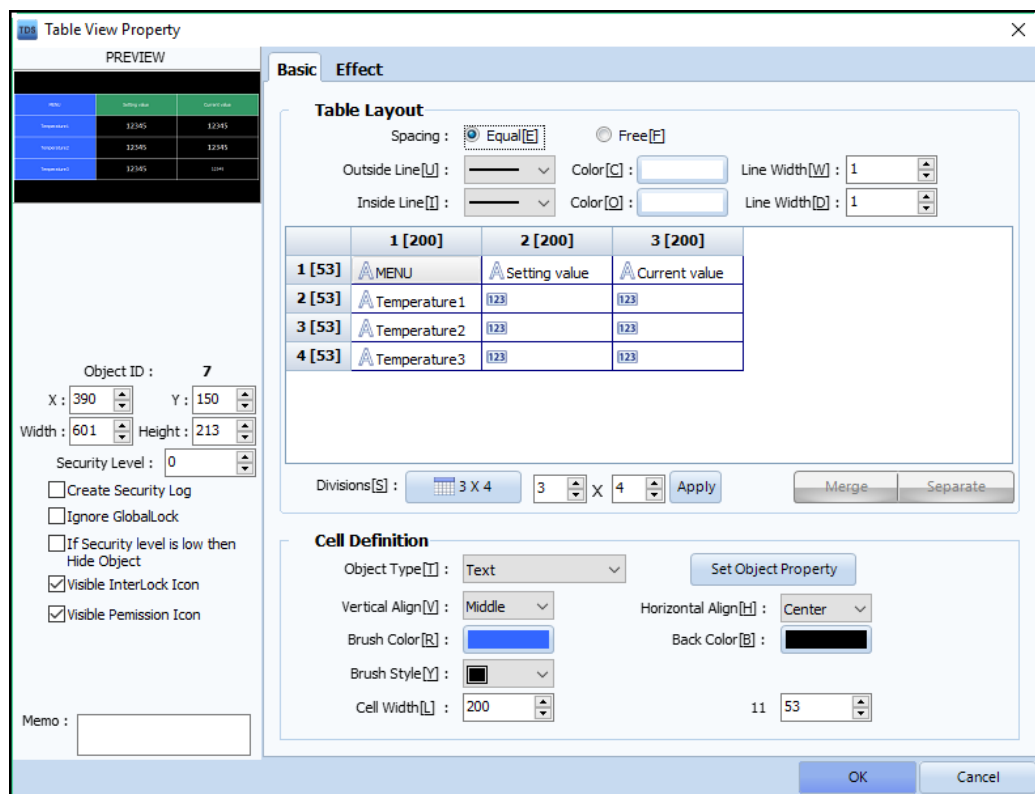 TDS Table View Property
PREVIEW
MENU Setting value Current value
Temperature1 12345 12345
Temperature2 12345 12345
Temperature3 12345 12345
Object ID : 7
X : 390 Y : 150
Width : 601 Height : 213
Security Level : 0
Create Security Log
Ignore GlobalLock
If Security level is low then
Hide Object
Visible InterLock Icon
Visible Pemission Icon
Memo :
Basic Effect
Table Layout
Spacing : Equal[E] Free[F]
Outside Line[U] : Color[C] : Line Width[W] : 1
Inside Line[I] : Color[O] : Line Width[D] : 1
1 [200] 2 [200] 3 [200]
1 [53] A MENU A Setting value A Current value
2 [53] A Temperature1 123 123
3 [53] A Temperature2 123 123
4 [53] A Temperature3 123 123
Divisions[S] : 3 X 4 3 X 4 Apply Merge Separate
Cell Definition
Object Type[T] : Text Set Object Property
Vertical Align[V] : Middle Horizontal Align[H] : Center
Brush Color[R] : Back Color[B] :
Brush Style[Y] :
Cell Width[L] : 200 11 53
OK Cancel